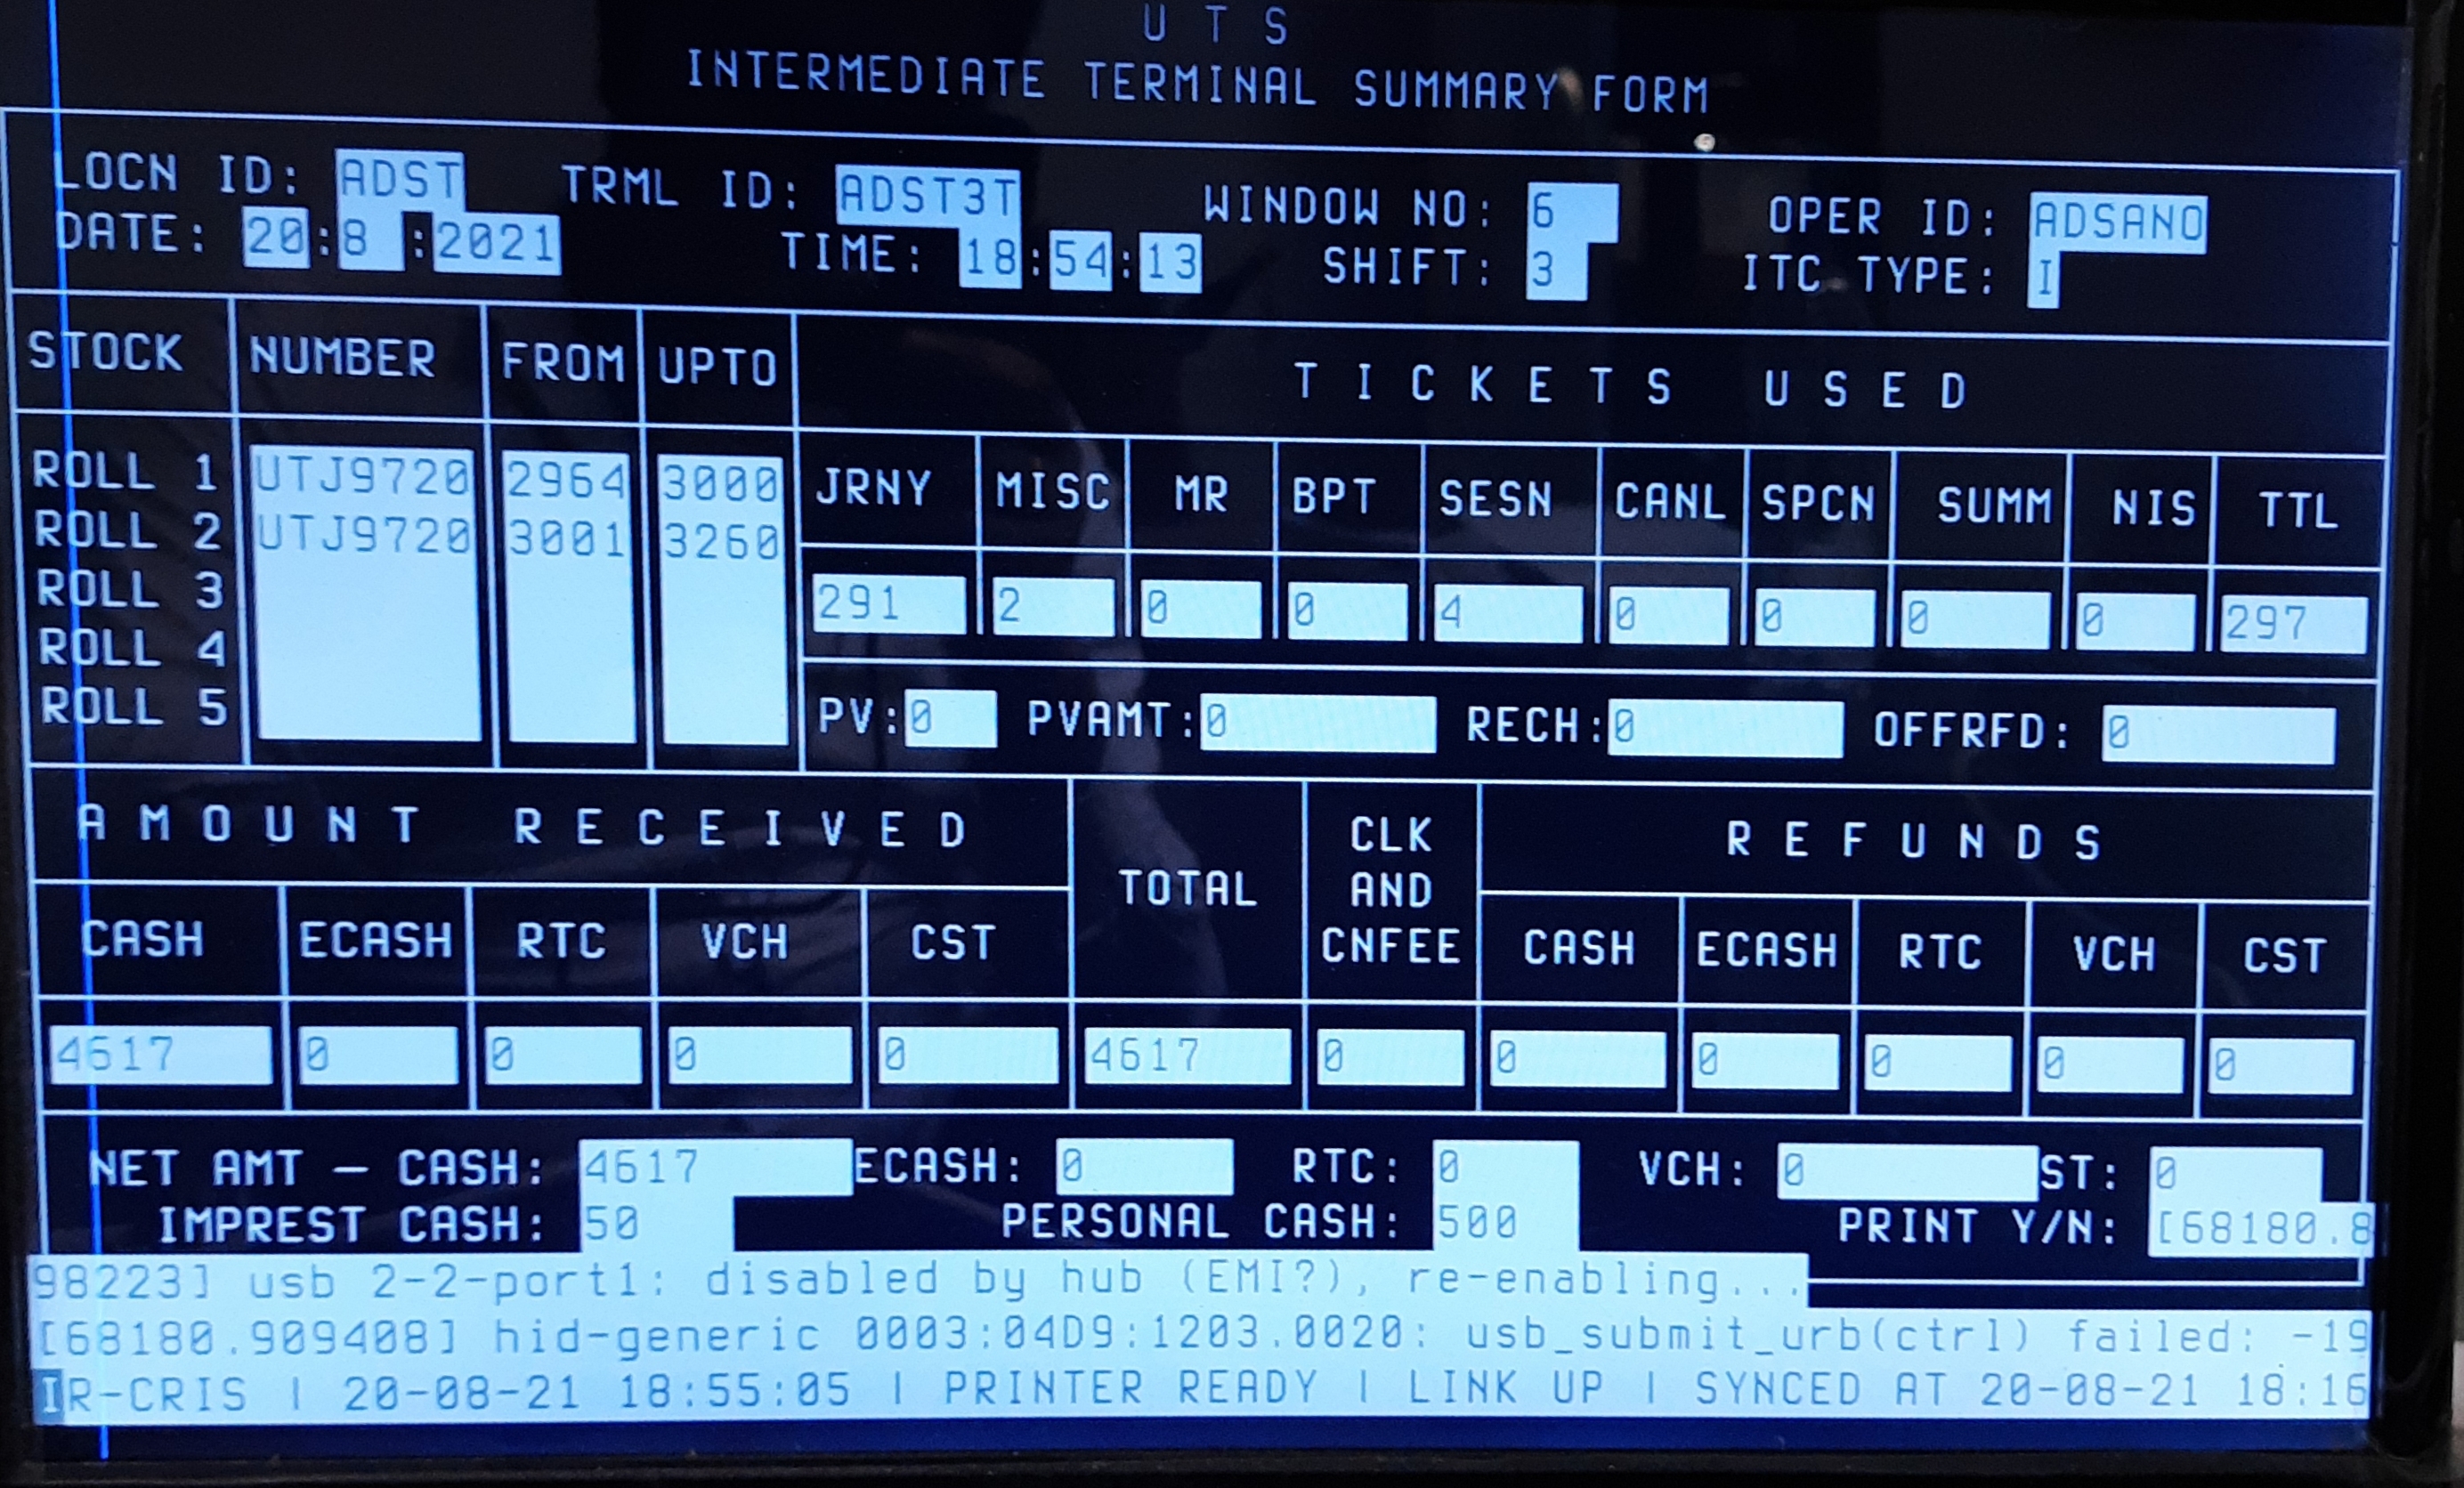 U T S
INTERMEDIATE TERMINAL SUMMARY FORM
LOCN ID: ADST TRML ID: ADST3T WINDOW NO: 6 OPER ID: ADSANO
DATE: 20:8 :2021 TIME: 18:54:13 SHIFT: 3 ITC TYPE: I
STOCK NUMBER FROM UPTO T I C K E T S U S E D
ROLL 1 UTJ9720 2964 3000
ROLL 2 UTJ9720 3001 3260
ROLL 3
ROLL 4
ROLL 5
JRNY MISC MR BPT SESN CANL SPCN SUMM NIS TTL
291 2 0 0 4 0 0 0 0 297
PV:0 PVAMT:0 RECH:0 OFFRFD: 0
A M O U N T R E C E I V E D TOTAL CLK AND CNFEE R E F U N D S
CASH ECASH RTC VCH CST CASH ECASH RTC VCH CST
4617 0 0 0 0 4617 0 0 0 0 0 0
NET AMT – CASH: 4617 ECASH: 0 RTC: 0 VCH: 0 ST: 0
IMPREST CASH: 50 PERSONAL CASH: 500 PRINT Y/N: [68180.8
98223] usb 2-2-port1: disabled by hub (EMI?), re-enabling...
[68180.909408] hid-generic 0003:04D9:1203.0020: usb_submit_urb(ctrl) failed: -19
IR-CRIS | 20-08-21 18:55:05 | PRINTER READY | LINK UP | SYNCED AT 20-08-21 18:16